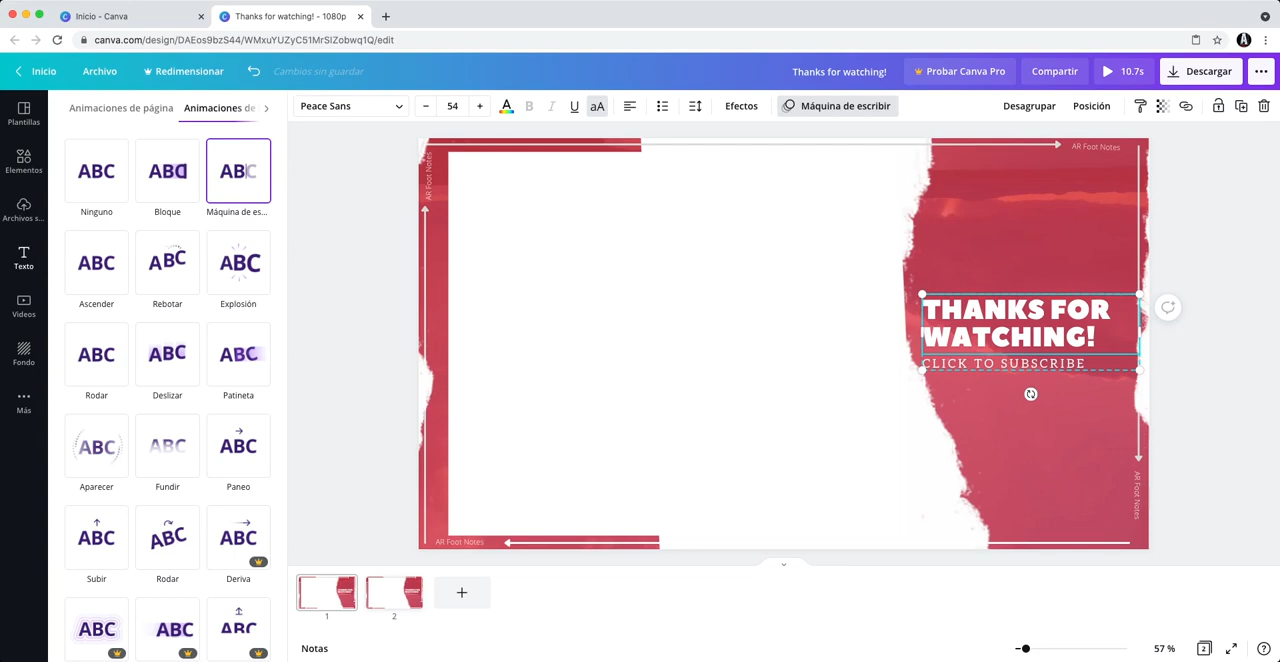 Inicio - Canva
Thanks for watching! - 1080p
canva.com/design/DAEos9bzS44/WMxuYUZyC51MrSIZobwq1Q/edit
Inicio
Archivo
Redimensionar
Cambios sin guardar
Thanks for watching!
Probar Canva Pro
Compartir
10.7s
Descargar
Animaciones de página
Animaciones de
Peace Sans
54
A
B
I
U
aA
Efectos
Máquina de escribir
Desagrupar
Posición
Plantillas
Elementos
Archivos s...
Texto
Videos
Fondo
Más
ABC
ABC
ABC
Ninguno
Bloque
Máquina de es...
ABC
ABC
ABC
Ascender
Rebotar
Explosión
ABC
ABC
ABC
Rodar
Deslizar
Patineta
ABC
ABC
ABC
Aparecer
Fundir
Paneo
ABC
ABC
ABC
Subir
Rodar
Deriva
ABC
ABC
ABC
AR Foot Notes
AR Foot Notes
THANKS FOR
WATCHING!
CLICK TO SUBSCRIBE
AR Foot Notes
AR Foot Notes
1
2
Notas
57 %
2